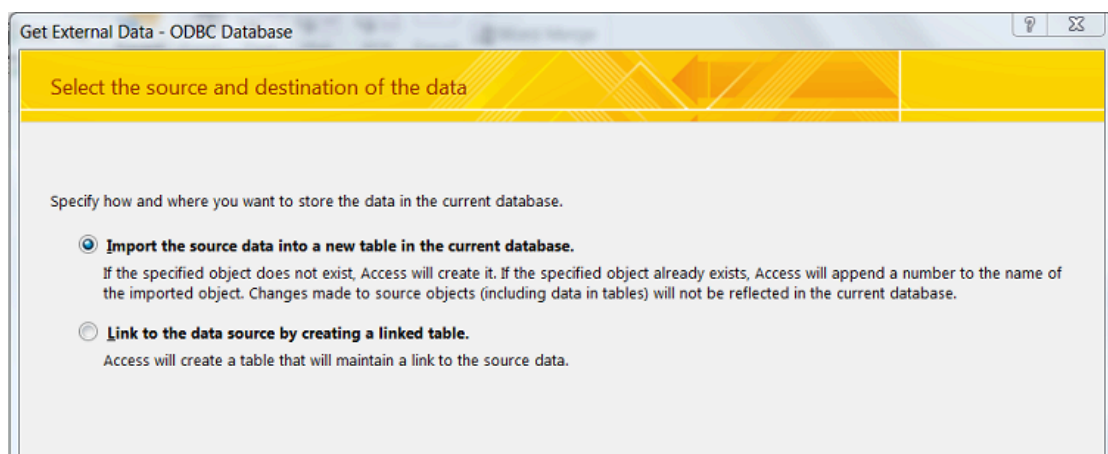 Get External Data - ODBC Database
Select the source and destination of the data
Specify how and where you want to store the data in the current database.
Import the source data into a new table in the current database.
If the specified object does not exist, Access will create it. If the specified object already exists, Access will append a number to the name of
the imported object. Changes made to source objects (including data in tables) will not be reflected in the current database.
Link to the data source by creating a linked table.
Access will create a table that will maintain a link to the source data.